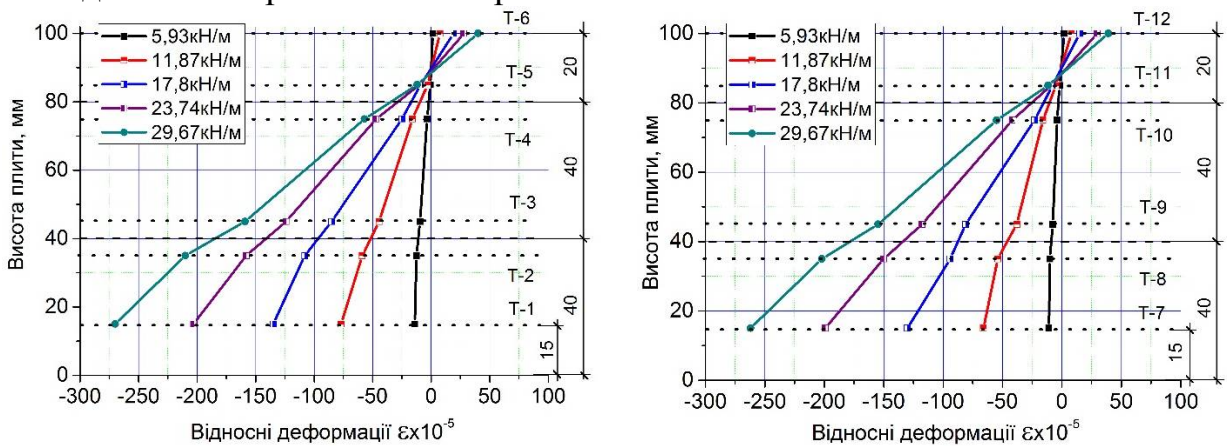 T-6
100
5,93кН/м
11,87кН/м
17,8кН/м
23,74кН/м
29,67кН/м
T-5
T-4
T-3
T-2
T-1
80
60
40
20
0
20
40
40
15
Висота плити, мм
-300 -250 -200 -150 -100 -50 0 50 100
Відносні деформації εx10⁻⁵
T-12
100
5,93кН/м
11,87кН/м
17,8кН/м
23,74кН/м
29,67кН/м
T-11
T-10
T-9
T-8
T-7
80
60
40
20
0
20
40
40
15
Висота плити, мм
-300 -250 -200 -150 -100 -50 0 50 100
Відносні деформації εx10⁻⁵